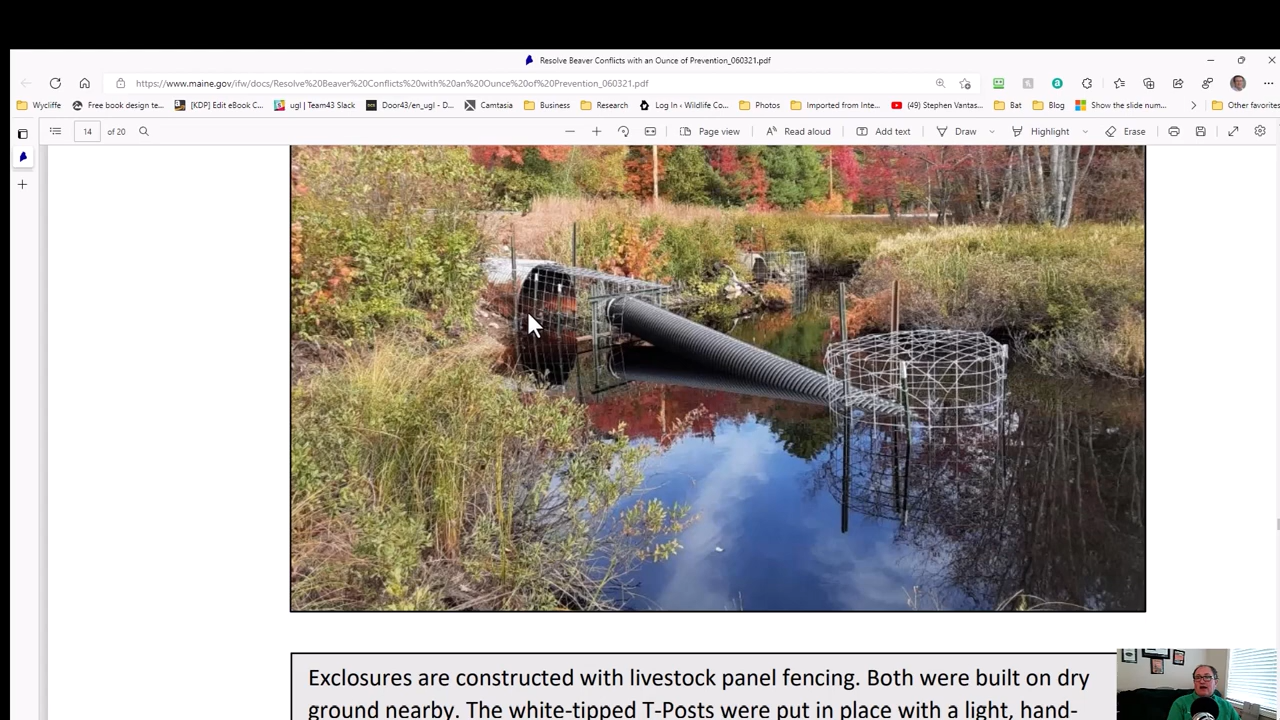 Resolve Beaver Conflicts with an Ounce of Prevention_060321.pdf
https://www.maine.gov/ifw/docs/Resolve%20Beaver%20Conflicts%20with%20an%20Ounce%20of%20Prevention_060321.pdf
Wycliffe Free book design te... [KDP] Edit eBook C... ugl | Team43 Slack Door43/en_ugl - D... Camtasia Business Research Log In ‹ Wildlife Co... Photos Imported from Inte... (49) Stephen Vantas... Bat Blog Show the slide num... Other favorites
14 of 20 Page view Read aloud Add text Draw Highlight Erase
Exclosures are constructed with livestock panel fencing. Both were built on dry
ground nearby. The white-tipped T-Posts were put in place with a light, hand-